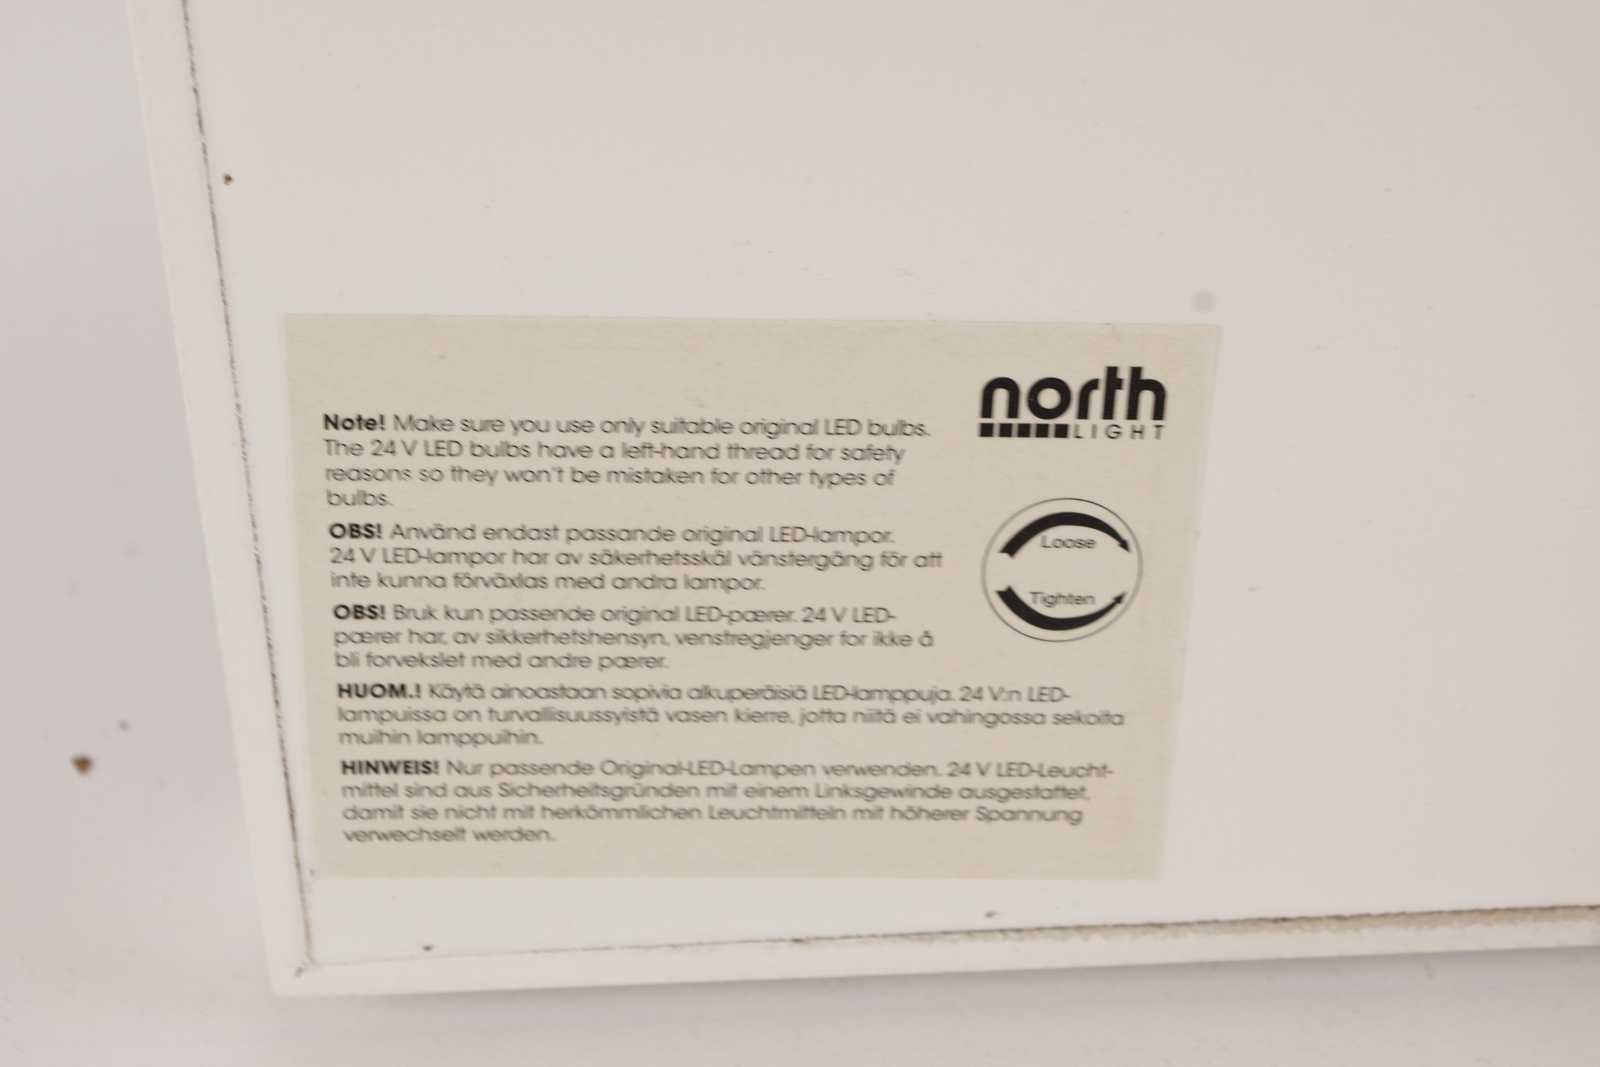 north
LIGHT
Note! Make sure you use only suitable original LED bulbs.
The 24 V LED bulbs have a left-hand thread for safety
reasons so they won't be mistaken for other types of
bulbs.
OBS! Använd endast passande original LED-lampor.
24 V LED-lampor har av säkerhetsskäl vänstergäng för att
inte kunna förväxlas med andra lampor.
OBS! Bruk kun passende original LED-pærer. 24 V LED-
pærer har, av sikkerhetshensyn, venstregjenger for ikke å
bli forvekslet med andre pærer.
HUOM.! Käytä ainoastaan sopivia alkuperäisiä LED-lamppuja. 24 V:n LED-
lampuissa on turvallisuussyistä vasen kierre, jotta niitä ei vahingossa sekoita
muihin lamppuihin.
HINWEIS! Nur passende Original-LED-Lampen verwenden. 24 V LED-Leucht-
mittel sind aus Sicherheitsgründen mit einem Linksgewinde ausgestattet,
damit sie nicht mit herkömmlichen Leuchtmitteln mit höherer Spannung
verwechselt werden.
Loose
Tighten